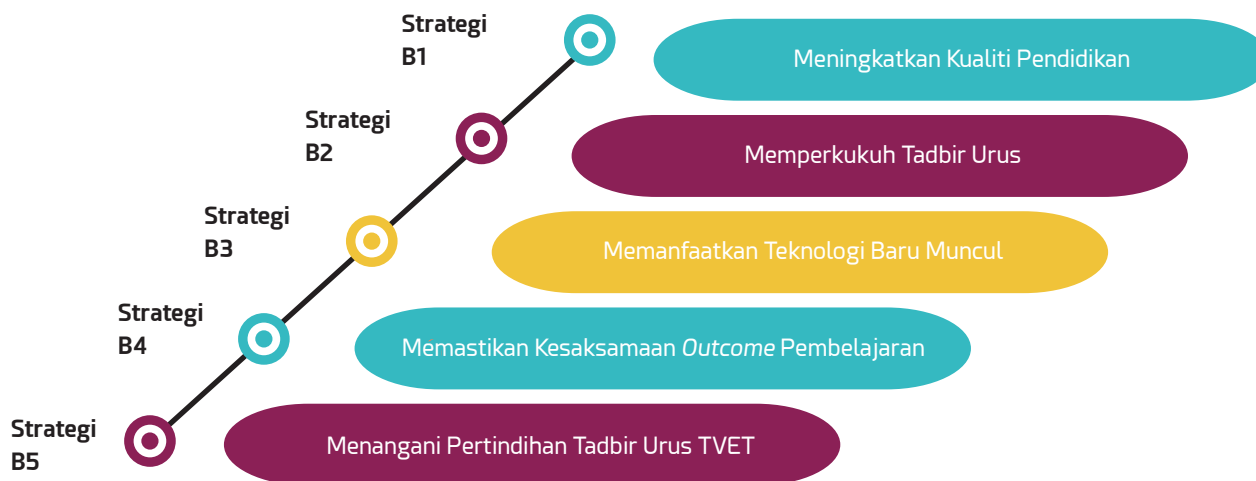 Strategi
B1
Meningkatkan Kualiti Pendidikan
Strategi
B2
Memperkukuh Tadbir Urus
Strategi
B3
Memanfaatkan Teknologi Baru Muncul
Strategi
B4
Memastikan Kesaksamaan Outcome Pembelajaran
Strategi
B5
Menangani Pertindihan Tadbir Urus TVET